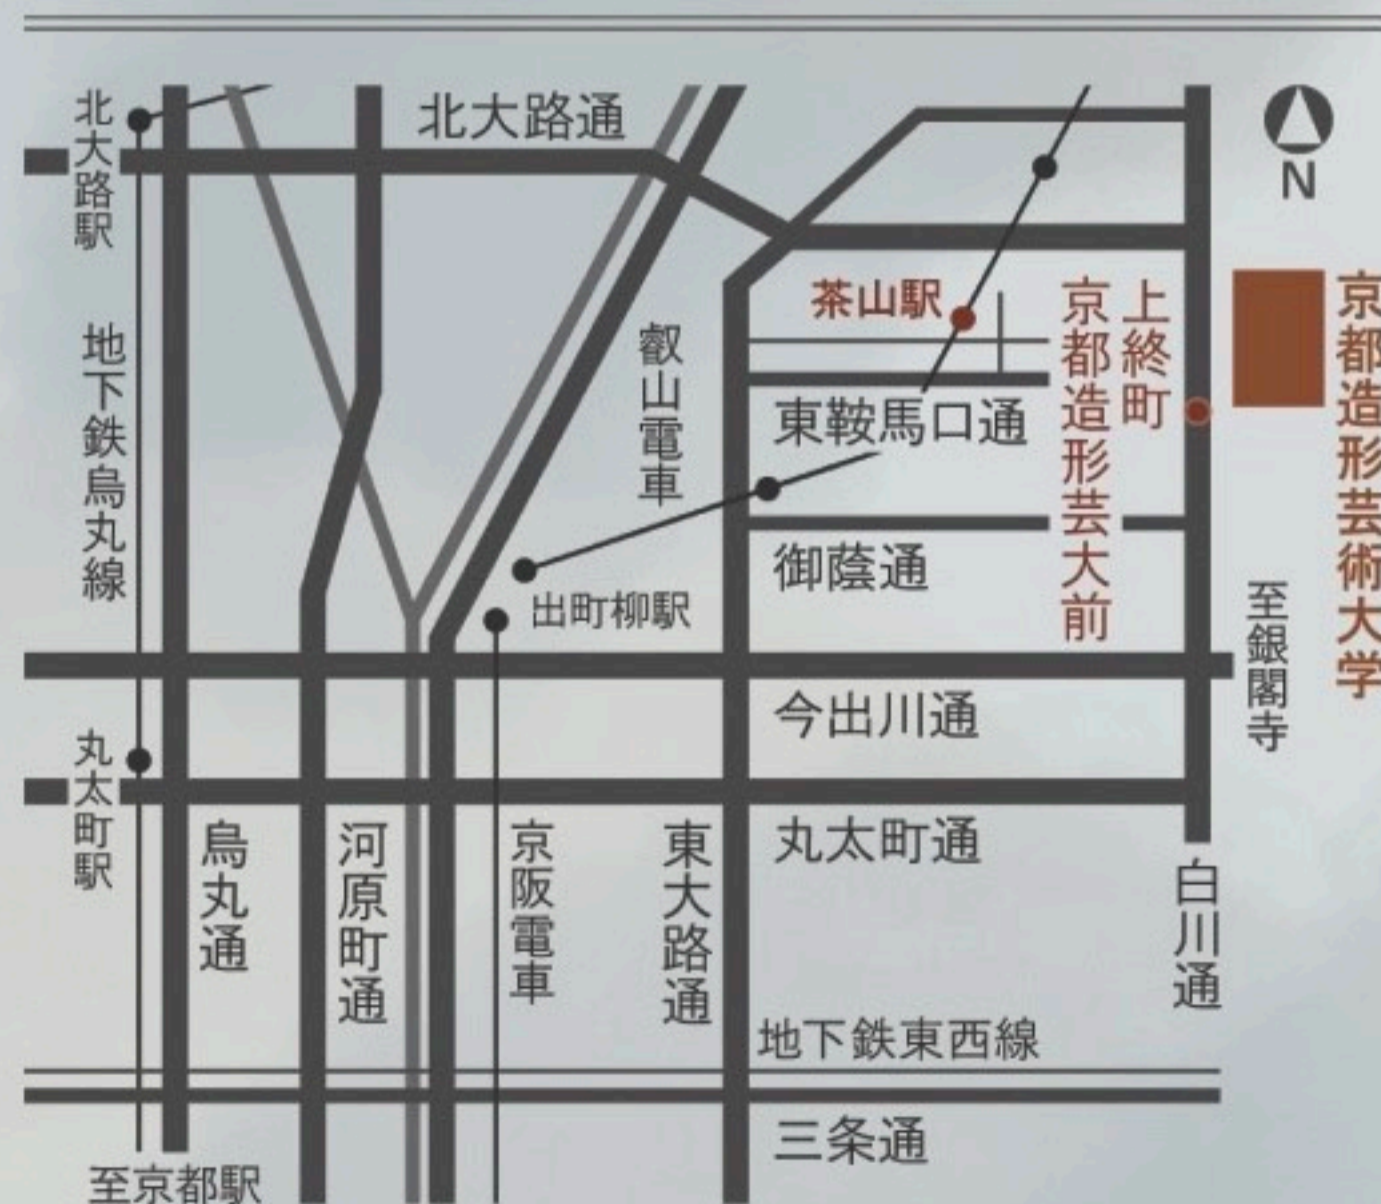 北大路駅
北大路通
N
地下鉄烏丸線
叡山電車
茶山駅
上終町
京都造形芸大前
京都造形芸術大学
東鞍馬口通
御蔭通
出町柳駅
至銀閣寺
今出川通
丸太町駅
丸太町通
烏丸通
河原町通
京阪電車
東大路通
白川通
地下鉄東西線
三条通
至京都駅